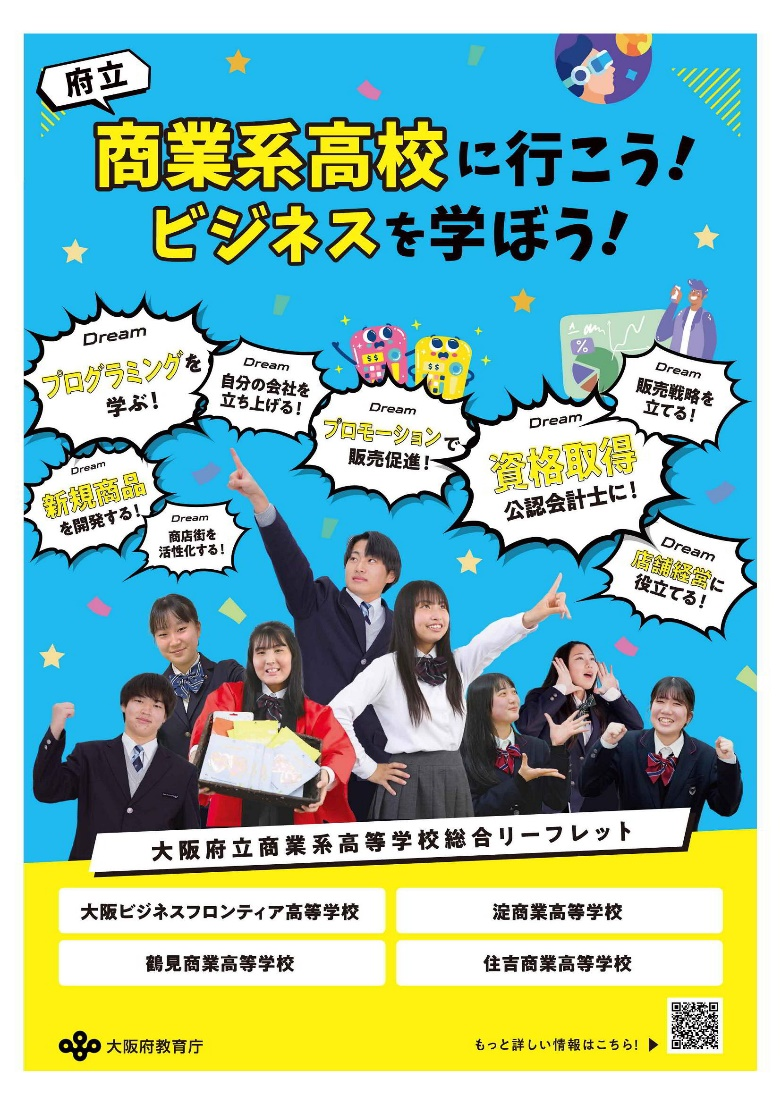 府立
商業系高校に行こう!
ビジネスを学ぼう!
Dream
プログラミングを
学ぶ!
Dream
自分の会社を
立ち上げる!
Dream
プロモーションで
販売促進!
Dream
資格取得
公認会計士に!
Dream
販売戦略を
立てる!
Dream
新規商品
を開発する!
Dream
商店街を
活性化する!
Dream
店舗経営に
役立てる!
$$
$$
%
大阪府立商業系高等学校総合リーフレット
大阪ビジネスフロンティア高等学校
淀商業高等学校
鶴見商業高等学校
住吉商業高等学校
大阪府教育庁
もっと詳しい情報はこちら!